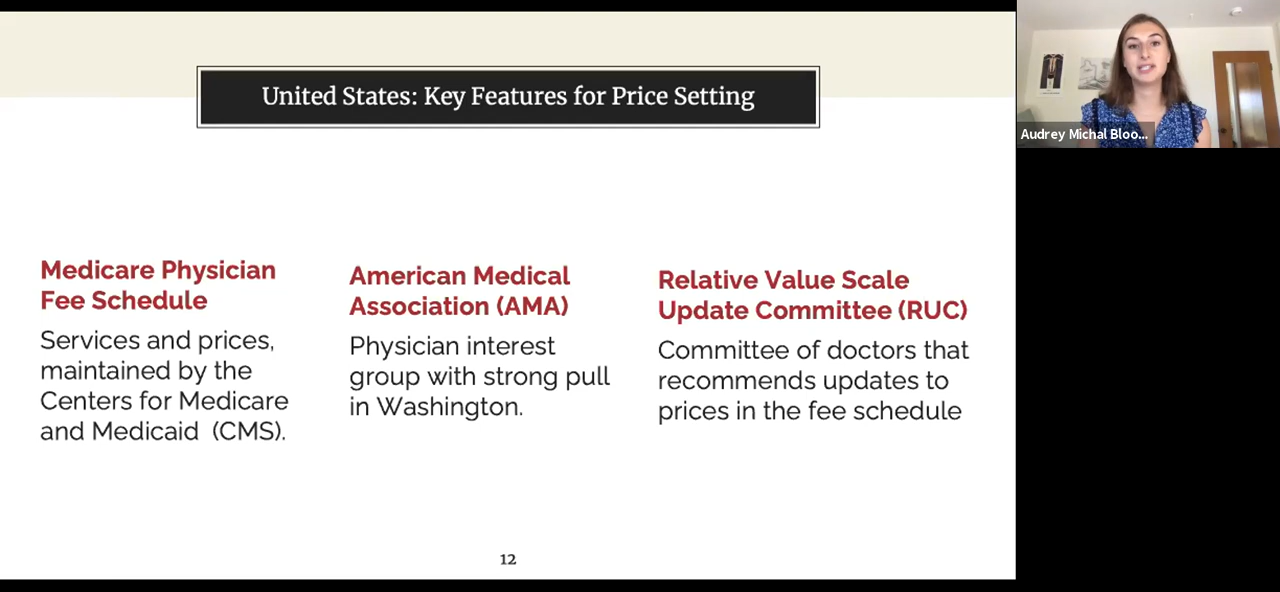 United States: Key Features for Price Setting
Medicare Physician
Fee Schedule
Services and prices,
maintained by the
Centers for Medicare
and Medicaid  (CMS).
American Medical
Association (AMA)
Physician interest
group with strong pull
in Washington.
Relative Value Scale
Update Committee (RUC)
Committee of doctors that
recommends updates to
prices in the fee schedule
12
Audrey Michal Bloo...